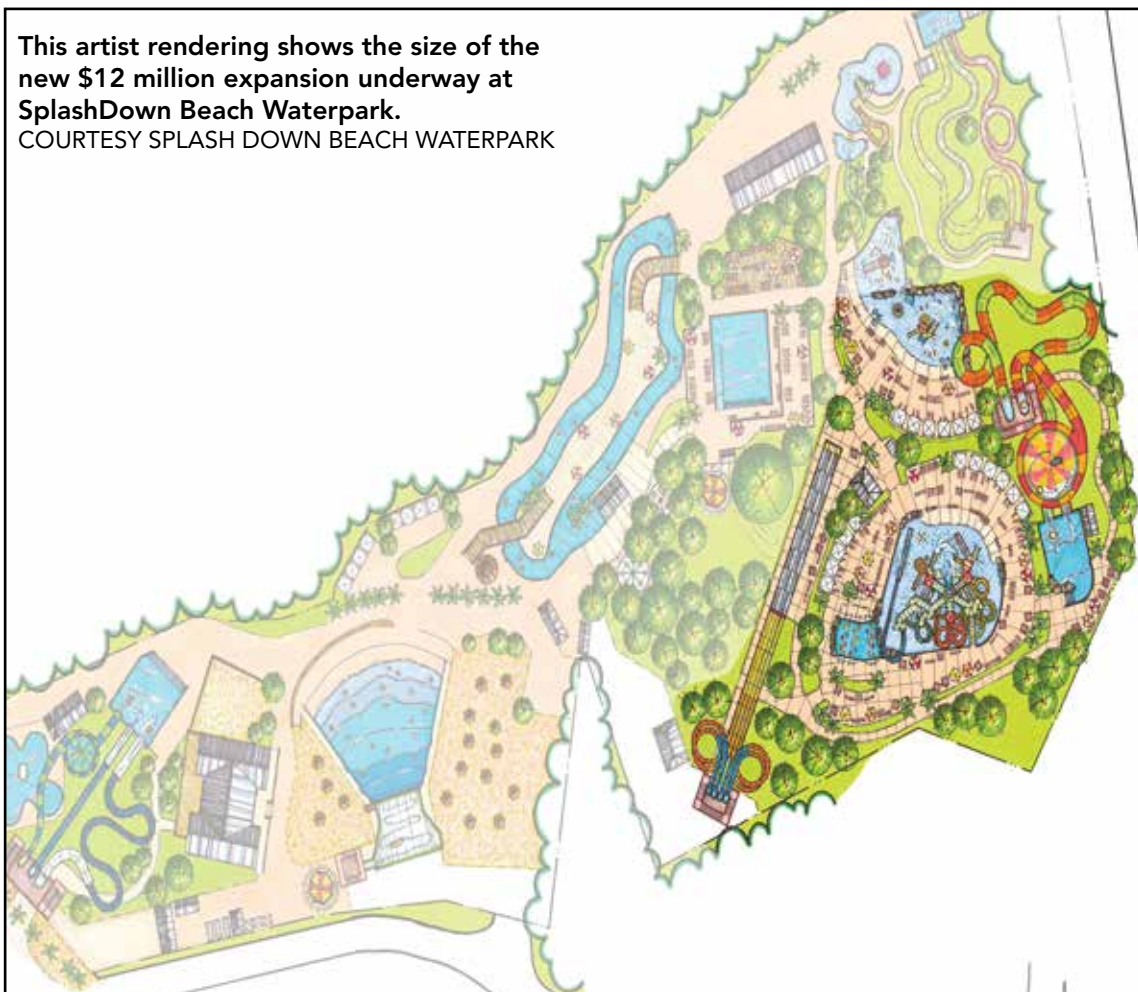 This artist rendering shows the size of the
new $12 million expansion underway at
SplashDown Beach Waterpark.
COURTESY SPLASH DOWN BEACH WATERPARK